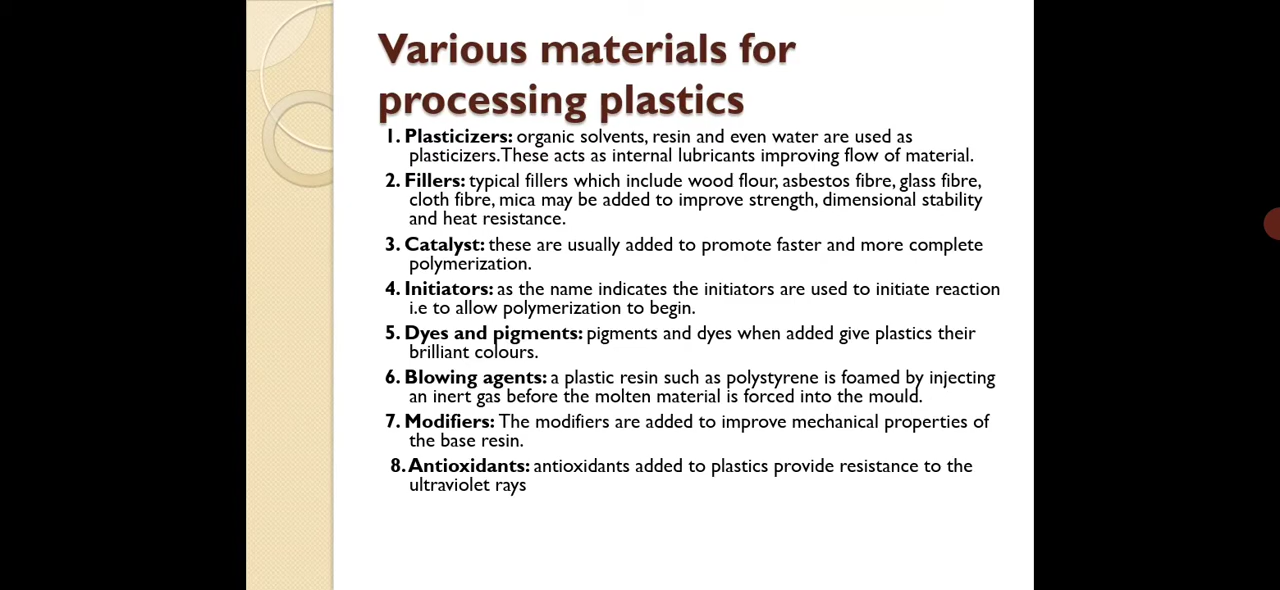 Various materials for
processing plastics
1. Plasticizers: organic solvents, resin and even water are used as
plasticizers.These acts as internal lubricants improving flow of material.
2. Fillers: typical fillers which include wood flour, asbestos fibre, glass fibre,
cloth fibre, mica may be added to improve strength, dimensional stability
and heat resistance.
3. Catalyst: these are usually added to promote faster and more complete
polymerization.
4. Initiators: as the name indicates the initiators are used to initiate reaction
i.e to allow polymerization to begin.
5. Dyes and pigments: pigments and dyes when added give plastics their
brilliant colours.
6. Blowing agents: a plastic resin such as polystyrene is foamed by injecting
an inert gas before the molten material is forced into the mould.
7. Modifiers: The modifiers are added to improve mechanical properties of
the base resin.
8. Antioxidants: antioxidants added to plastics provide resistance to the
ultraviolet rays